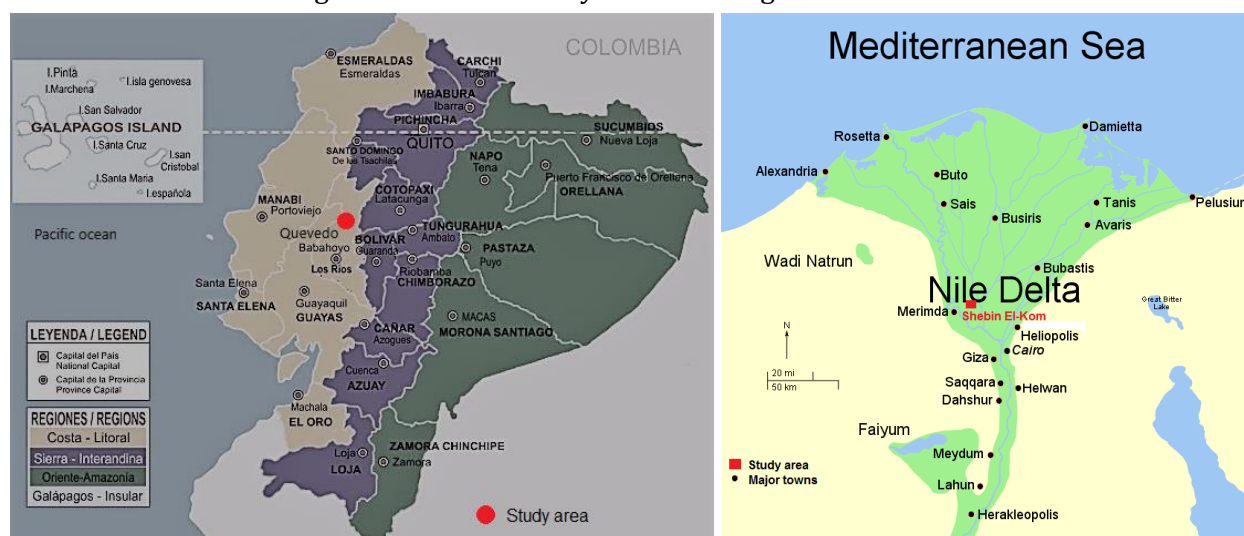 COLOMBIA
ESMERALDAS
Esmeraldas
CARCHI
Tulcan
IMBABURA
Ibarra
PICHINCHA
QUITO
I.Pinta
I.Marchena
I.isla genovesa
I.San Salvador
GALAPAGOS ISLAND
I.Santa Cruz
I.san
Cristobal
I.Santa Maria
I.española
SANTO DOMINGO
De los Tsachilas
SUCUMBIOS
Nueva Loja
NAPO
Tena
Puerto Francisco de Orellana
ORELLANA
COTOPAXI
Latacunga
MANABI
Portoviejo
Pacific ocean
Quevedo
TUNGURAHUA
Ambato
BOLIVAR
Guaranda
Babahoyo
Los Rios
PASTAZA
Puyo
Riobamba
CHIMBORAZO
Santa Elena
SANTA ELENA
Guayaquil
GUAYAS
MACAS
MORONA SANTIAGO
CAÑAR
Azogues
Cuenca
AZUAY
Machala
EL ORO
ZAMORA CHINCHIPE
Loja
LOJA
Zamora
LEYENDA / LEGEND
Capital del País
National Capital
Capital de la Provincia
Province Capital
REGIONES / REGIONS
Costa - Litoral
Sierra - Interandina
Oriente-Amazonía
Galápagos - Insular
Study area
Mediterranean Sea
Rosetta
Damietta
Alexandria
Buto
Sais
Busiris
Tanis
Pelusium
Avaris
Wadi Natrun
Bubastis
Nile Delta
Great Bitter
Lake
Merimda
Shebin El-Kom
Heliopolis
N
Cairo
Giza
20 mi
50 km
Saqqara
Helwan
Dahshur
Faiyum
Meydum
Study area
Major towns
Lahun
Herakleopolis